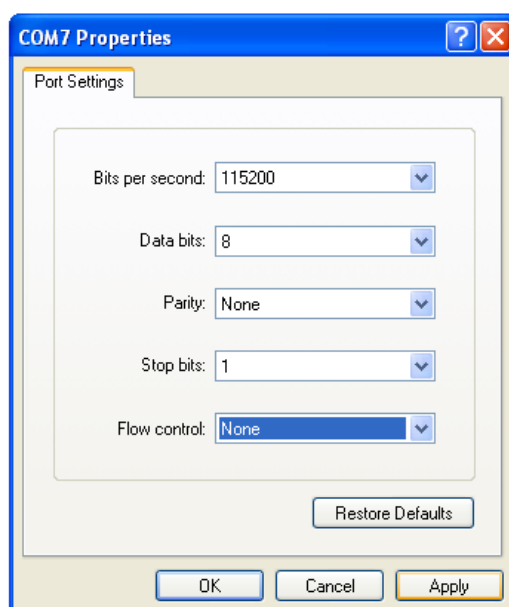 COM7 Properties
Port Settings
Bits per second: 115200
Data bits: 8
Parity: None
Stop bits: 1
Flow control: None
Restore Defaults
OK Cancel Apply